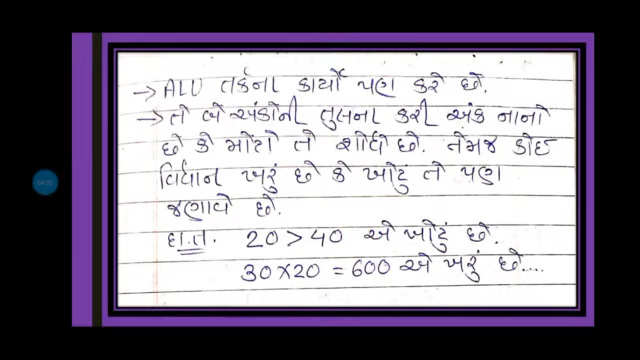 → ALU તર્કના કાર્યો પણ કરે છે.
→ તે બે અંકોની તુલના કરી અંક નાનો
છે કે મોટો તે શોધે છે. તેમજ કોઈ
વિધાન ખરું છે કે ખોટું તે પણ
જણાવે છે.
દા.ત. 20 > 40 એ ખોટું છે.
30 × 20 = 600 એ ખરું છે....